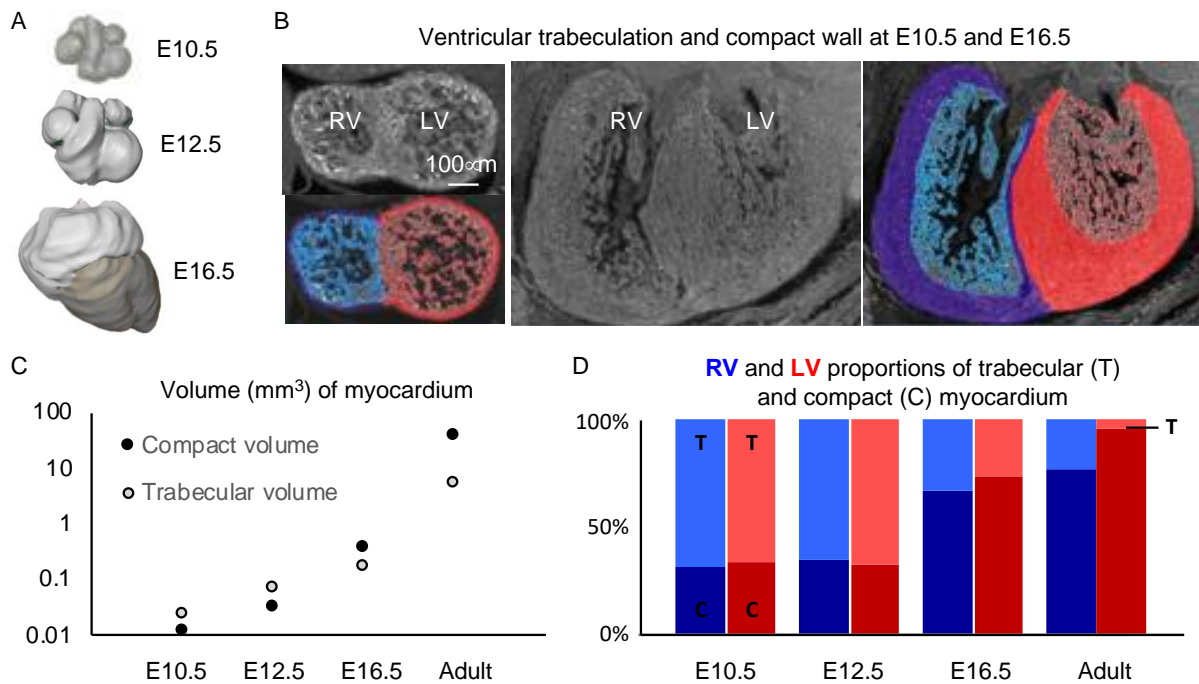 A
E10.5
E12.5
E16.5
B
Ventricular trabeculation and compact wall at E10.5 and E16.5
RV
LV
100∝m
RV
LV
C
Volume (mm³) of myocardium
100
10
1
0.1
0.01
Compact volume
Trabecular volume
E10.5
E12.5
E16.5
Adult
D
RV and LV proportions of trabecular (T)
and compact (C) myocardium
100%
50%
0%
T
T
T
C
C
E10.5
E12.5
E16.5
Adult